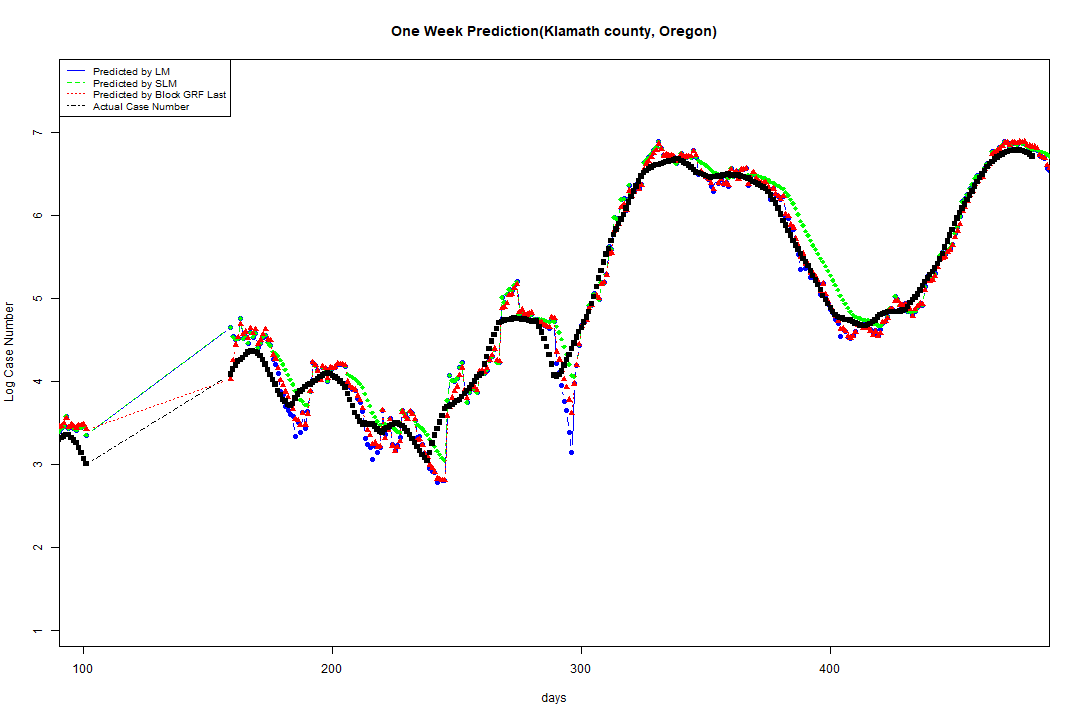 One Week Prediction(Klamath county, Oregon)
Predicted by LM
Predicted by SLM
Predicted by Block GRF Last
Actual Case Number
7
6
5
4
3
2
1
Log Case Number
100 200 300 400
days